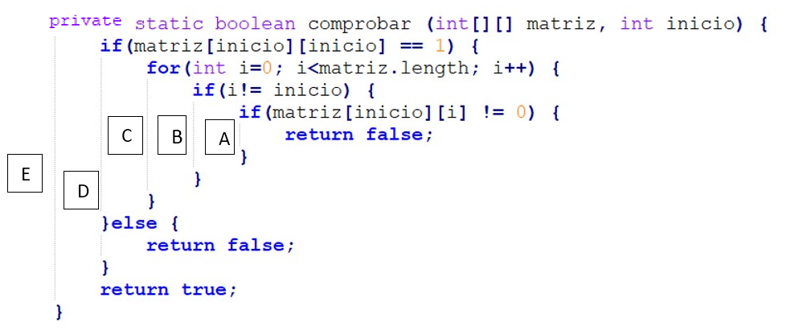 private static boolean comprobar (int[][] matriz, int inicio) {
if(matriz[inicio][inicio] == 1) {
for(int i=0; i<matriz.length; i++) {
if(i!= inicio) {
if(matriz[inicio][i] != 0) {
C B A return false;
}
E
}
D
}
}else {
return false;
}
return true;
}